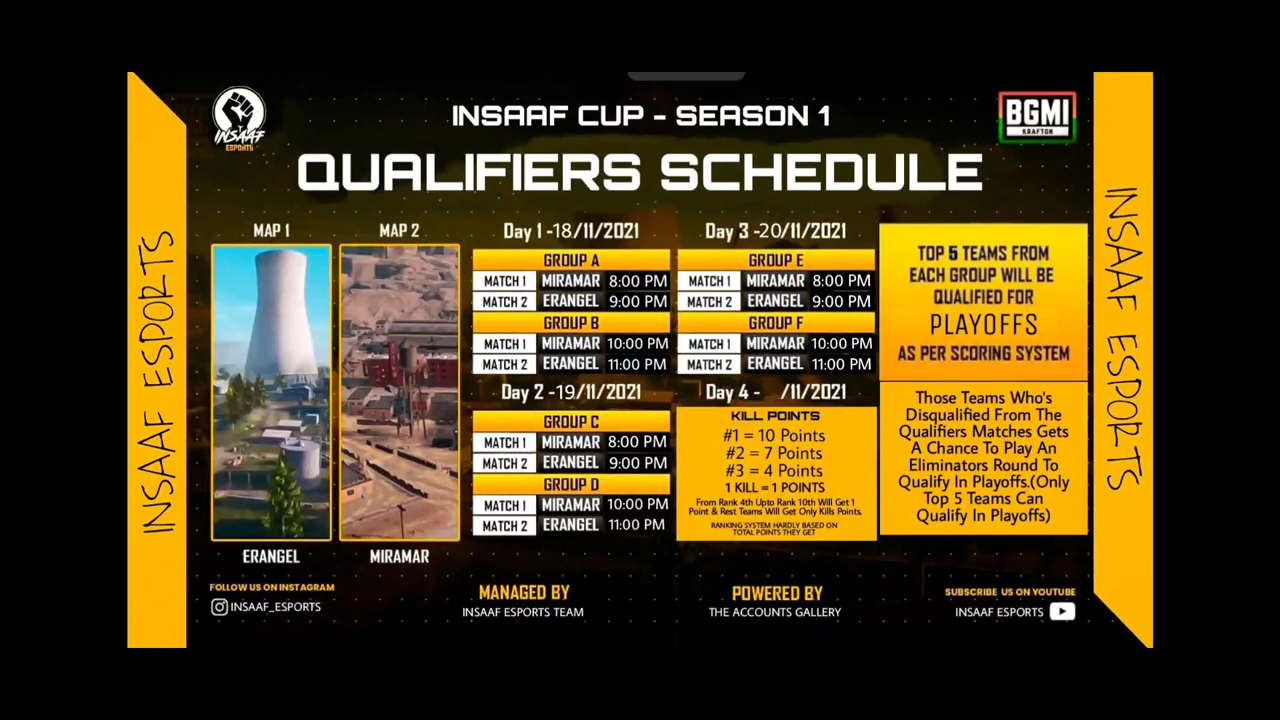 INSAAF ESPORTS
INSAAF
ESPORTS
INSAAF CUP - SEASON 1
BGMI
KRAFTON
QUALIFIERS SCHEDULE
MAP 1
MAP 2
ERANGEL
MIRAMAR
Day 1 -18/11/2021
GROUP A
MATCH 1 MIRAMAR 8:00 PM
MATCH 2 ERANGEL 9:00 PM
GROUP B
MATCH 1 MIRAMAR 10:00 PM
MATCH 2 ERANGEL 11:00 PM
Day 2 -19/11/2021
GROUP C
MATCH 1 MIRAMAR 8:00 PM
MATCH 2 ERANGEL 9:00 PM
GROUP D
MATCH 1 MIRAMAR 10:00 PM
MATCH 2 ERANGEL 11:00 PM
Day 3 -20/11/2021
GROUP E
MATCH 1 MIRAMAR 8:00 PM
MATCH 2 ERANGEL 9:00 PM
GROUP F
MATCH 1 MIRAMAR 10:00 PM
MATCH 2 ERANGEL 11:00 PM
Day 4 - /11/2021
KILL POINTS
#1 = 10 Points
#2 = 7 Points
#3 = 4 Points
1 KILL = 1 POINTS
From Rank 4th Upto Rank 10th Will Get 1
Point & Rest Teams Will Get Only Kills Points.
RANKING SYSTEM HARDLY BASED ON
TOTAL POINTS THEY GET
TOP 5 TEAMS FROM
EACH GROUP WILL BE
QUALIFIED FOR
PLAYOFFS
AS PER SCORING SYSTEM
Those Teams Who's
Disqualified From The
Qualifiers Matches Gets
A Chance To Play An
Eliminators Round To
Qualify In Playoffs.(Only
Top 5 Teams Can
Qualify In Playoffs)
FOLLOW US ON INSTAGRAM
INSAAF_ESPORTS
MANAGED BY
INSAAF ESPORTS TEAM
POWERED BY
THE ACCOUNTS GALLERY
SUBSCRIBE US ON YOUTUBE
INSAAF ESPORTS
INSAAF ESPORTS